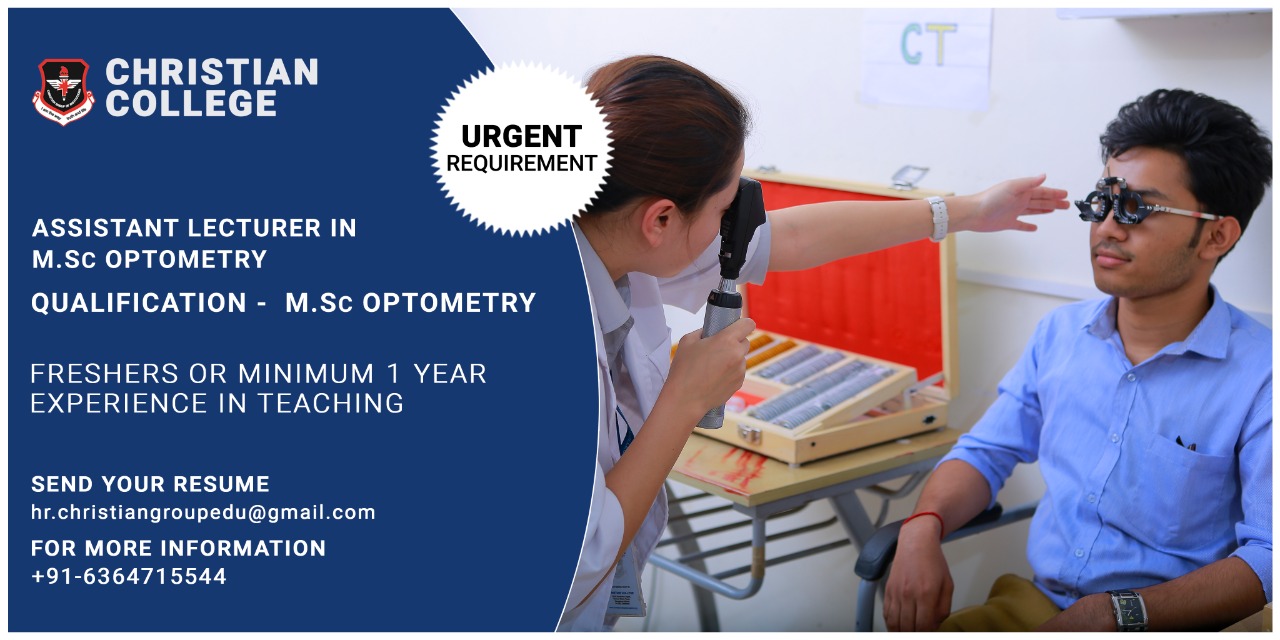 CHRISTIAN
COLLEGE
URGENT
REQUIREMENT
CT
ASSISTANT LECTURER IN
M.Sc OPTOMETRY
QUALIFICATION - M.Sc OPTOMETRY
FRESHERS OR MINIMUM 1 YEAR
EXPERIENCE IN TEACHING
SEND YOUR RESUME
hr.christiangroupedu@gmail.com
FOR MORE INFORMATION
+91-6364715544